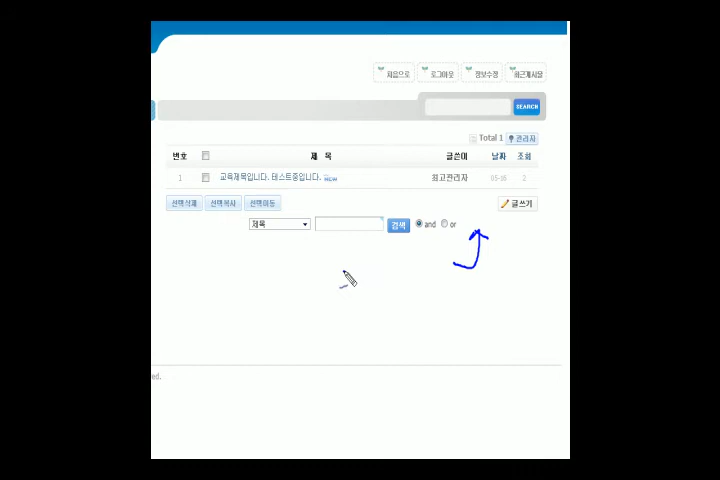 처음으로 로그아웃 정보수정 최근게시물
SEARCH
Total 1 관리자
번호 제 목 글쓴이 날짜 조회
1 교육제목입니다. 테스트중입니다. NEW 최고관리자 05-16 2
선택삭제 선택복사 선택이동 글쓰기
제목 검색 and or
ed.